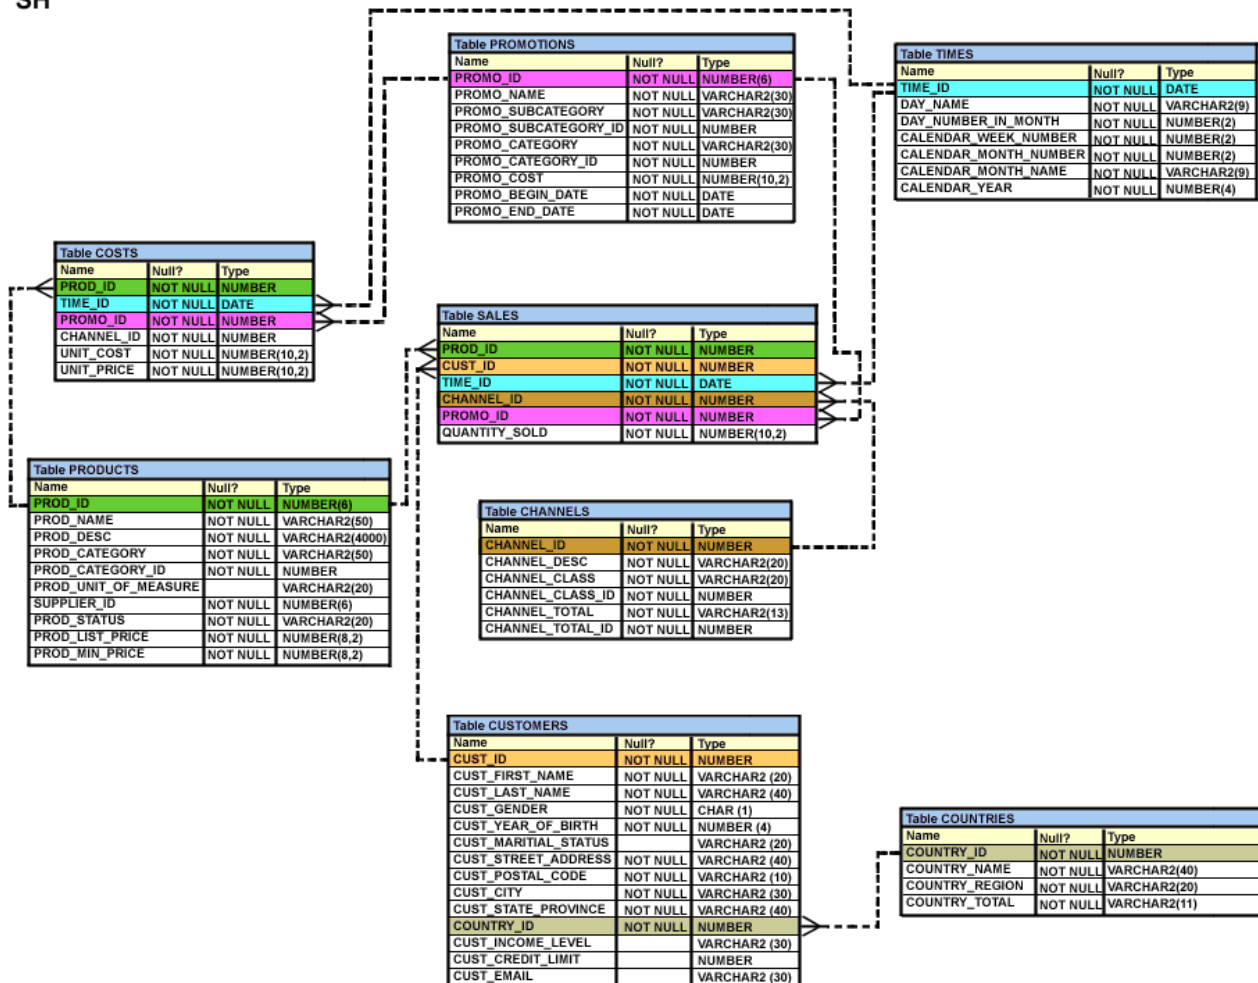 SH
Table PROMOTIONS
Name Null? Type
PROMO_ID NOT NULL NUMBER(6)
PROMO_NAME NOT NULL VARCHAR2(30)
PROMO_SUBCATEGORY NOT NULL VARCHAR2(30)
PROMO_SUBCATEGORY_ID NOT NULL NUMBER
PROMO_CATEGORY NOT NULL VARCHAR2(30)
PROMO_CATEGORY_ID NOT NULL NUMBER
PROMO_COST NOT NULL NUMBER(10,2)
PROMO_BEGIN_DATE NOT NULL DATE
PROMO_END_DATE NOT NULL DATE
Table TIMES
Name Null? Type
TIME_ID NOT NULL DATE
DAY_NAME NOT NULL VARCHAR2(9)
DAY_NUMBER_IN_MONTH NOT NULL NUMBER(2)
CALENDAR_WEEK_NUMBER NOT NULL NUMBER(2)
CALENDAR_MONTH_NUMBER NOT NULL NUMBER(2)
CALENDAR_MONTH_NAME NOT NULL VARCHAR2(9)
CALENDAR_YEAR NOT NULL NUMBER(4)
Table COSTS
Name Null? Type
PROD_ID NOT NULL NUMBER
TIME_ID NOT NULL DATE
PROMO_ID NOT NULL NUMBER
CHANNEL_ID NOT NULL NUMBER
UNIT_COST NOT NULL NUMBER(10,2)
UNIT_PRICE NOT NULL NUMBER(10,2)
Table SALES
Name Null? Type
PROD_ID NOT NULL NUMBER
CUST_ID NOT NULL NUMBER
TIME_ID NOT NULL DATE
CHANNEL_ID NOT NULL NUMBER
PROMO_ID NOT NULL NUMBER
QUANTITY_SOLD NOT NULL NUMBER(10,2)
Table PRODUCTS
Name Null? Type
PROD_ID NOT NULL NUMBER(6)
PROD_NAME NOT NULL VARCHAR2(50)
PROD_DESC NOT NULL VARCHAR2(4000)
PROD_CATEGORY NOT NULL VARCHAR2(50)
PROD_CATEGORY_ID NOT NULL NUMBER
PROD_UNIT_OF_MEASURE VARCHAR2(20)
SUPPLIER_ID NOT NULL NUMBER(6)
PROD_STATUS NOT NULL VARCHAR2(20)
PROD_LIST_PRICE NOT NULL NUMBER(8,2)
PROD_MIN_PRICE NOT NULL NUMBER(8,2)
Table CHANNELS
Name Null? Type
CHANNEL_ID NOT NULL NUMBER
CHANNEL_DESC NOT NULL VARCHAR2(20)
CHANNEL_CLASS NOT NULL VARCHAR2(20)
CHANNEL_CLASS_ID NOT NULL NUMBER
CHANNEL_TOTAL NOT NULL VARCHAR2(13)
CHANNEL_TOTAL_ID NOT NULL NUMBER
Table CUSTOMERS
Name Null? Type
CUST_ID NOT NULL NUMBER
CUST_FIRST_NAME NOT NULL VARCHAR2 (20)
CUST_LAST_NAME NOT NULL VARCHAR2 (40)
CUST_GENDER NOT NULL CHAR (1)
CUST_YEAR_OF_BIRTH NOT NULL NUMBER (4)
CUST_MARITIAL_STATUS VARCHAR2 (20)
CUST_STREET_ADDRESS NOT NULL VARCHAR2 (40)
CUST_POSTAL_CODE NOT NULL VARCHAR2 (10)
CUST_CITY NOT NULL VARCHAR2 (30)
CUST_STATE_PROVINCE NOT NULL VARCHAR2 (40)
COUNTRY_ID NOT NULL NUMBER
CUST_INCOME_LEVEL VARCHAR2 (30)
CUST_CREDIT_LIMIT NUMBER
CUST_EMAIL VARCHAR2 (30)
Table COUNTRIES
Name Null? Type
COUNTRY_ID NOT NULL NUMBER
COUNTRY_NAME NOT NULL VARCHAR2(40)
COUNTRY_REGION NOT NULL VARCHAR2(20)
COUNTRY_TOTAL NOT NULL VARCHAR2(11)